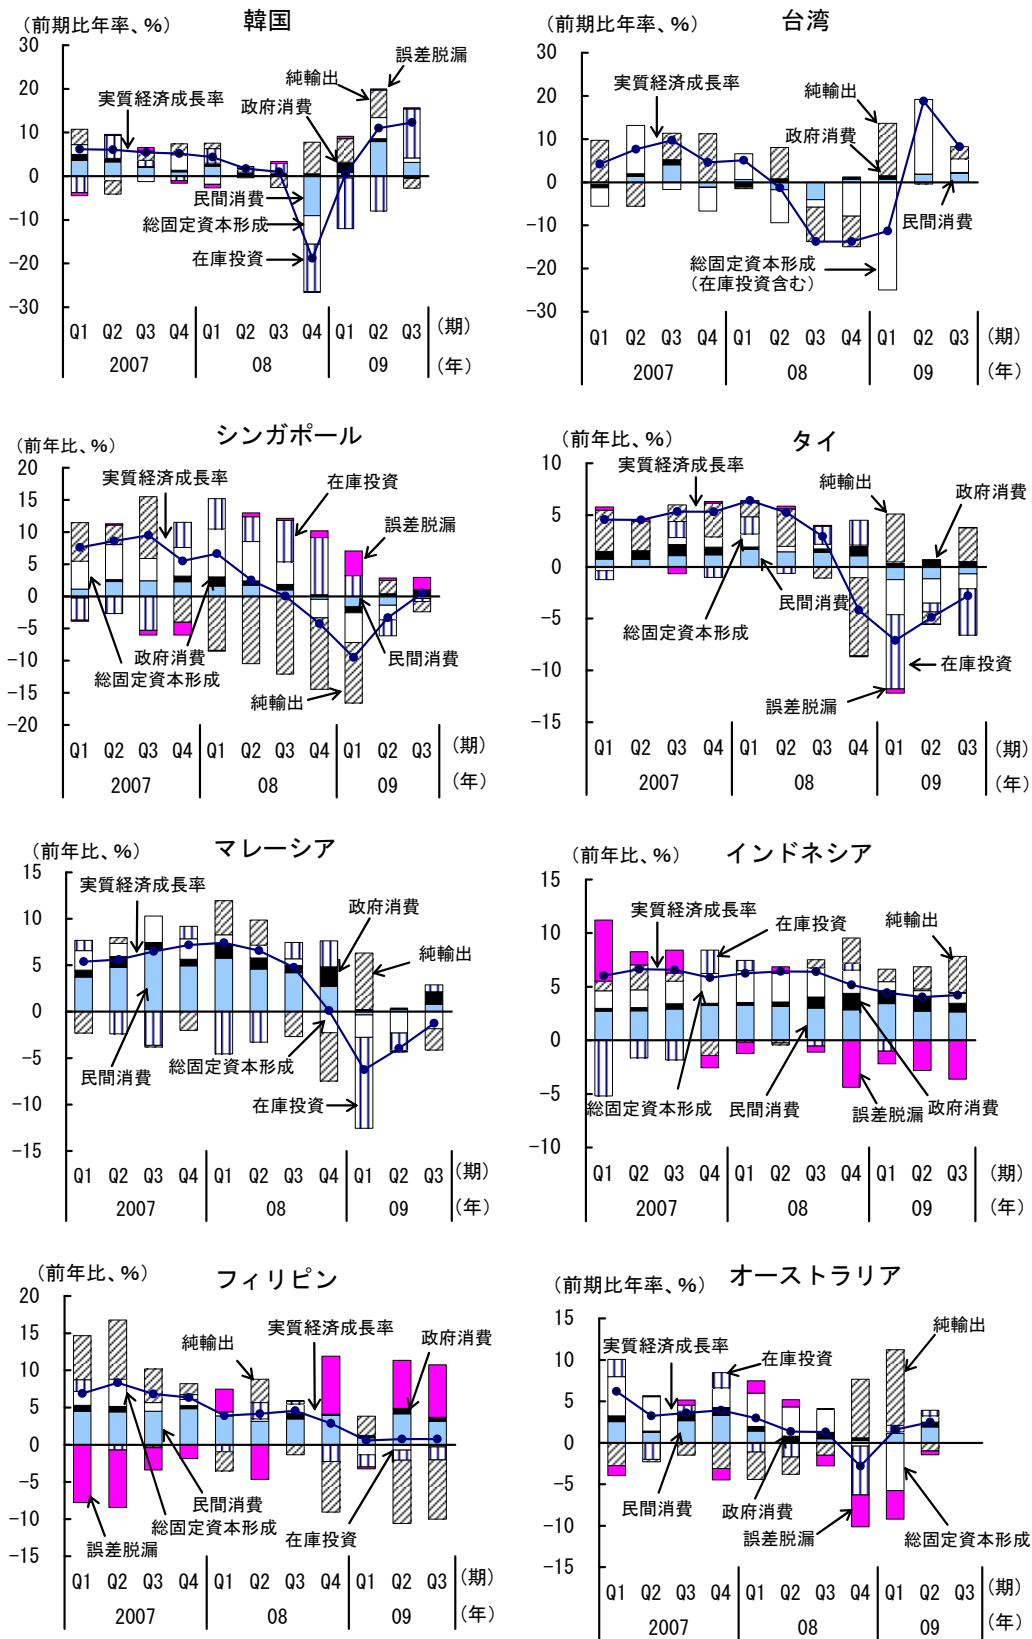 韓国
(前期比年率、%)
30
20
10
0
-10
-20
-30
実質経済成長率
純輸出
誤差脱漏
政府消費
民間消費
総固定資本形成
在庫投資
Q1 Q2 Q3 Q4 Q1 Q2 Q3 Q4 Q1 Q2 Q3 (期)
2007 08 09 (年)
台湾
(前期比年率、%)
30
20
10
0
-10
-20
-30
実質経済成長率
純輸出
政府消費
民間消費
総固定資本形成
(在庫投資含む)
Q1 Q2 Q3 Q4 Q1 Q2 Q3 Q4 Q1 Q2 Q3 (期)
2007 08 09 (年)
シンガポール
(前年比、%)
20
15
10
5
0
-5
-10
-15
-20
実質経済成長率
在庫投資
誤差脱漏
政府消費
民間消費
総固定資本形成
純輸出
Q1 Q2 Q3 Q4 Q1 Q2 Q3 Q4 Q1 Q2 Q3 (期)
2007 08 09 (年)
タイ
(前年比、%)
10
5
0
-5
-10
-15
実質経済成長率
純輸出
政府消費
民間消費
総固定資本形成
在庫投資
誤差脱漏
Q1 Q2 Q3 Q4 Q1 Q2 Q3 Q4 Q1 Q2 Q3 (期)
2007 08 09 (年)
マレーシア
(前年比、%)
15
10
5
0
-5
-10
-15
実質経済成長率
政府消費
純輸出
民間消費
総固定資本形成
在庫投資
Q1 Q2 Q3 Q4 Q1 Q2 Q3 Q4 Q1 Q2 Q3 (期)
2007 08 09 (年)
インドネシア
(前年比、%)
15
10
5
0
-5
-10
実質経済成長率
在庫投資
純輸出
総固定資本形成
民間消費
誤差脱漏
政府消費
Q1 Q2 Q3 Q4 Q1 Q2 Q3 Q4 Q1 Q2 Q3 (期)
2007 08 09 (年)
フィリピン
(前年比、%)
20
15
10
5
0
-5
-10
-15
純輸出
実質経済成長率
政府消費
民間消費
総固定資本形成
誤差脱漏
在庫投資
Q1 Q2 Q3 Q4 Q1 Q2 Q3 Q4 Q1 Q2 Q3 (期)
2007 08 09 (年)
オーストラリア
(前期比年率、%)
15
10
5
0
-5
-10
-15
実質経済成長率
在庫投資
純輸出
民間消費
政府消費
誤差脱漏
総固定資本形成
Q1 Q2 Q3 Q4 Q1 Q2 Q3 Q4 Q1 Q2 Q3 (期)
2007 08 09 (年)